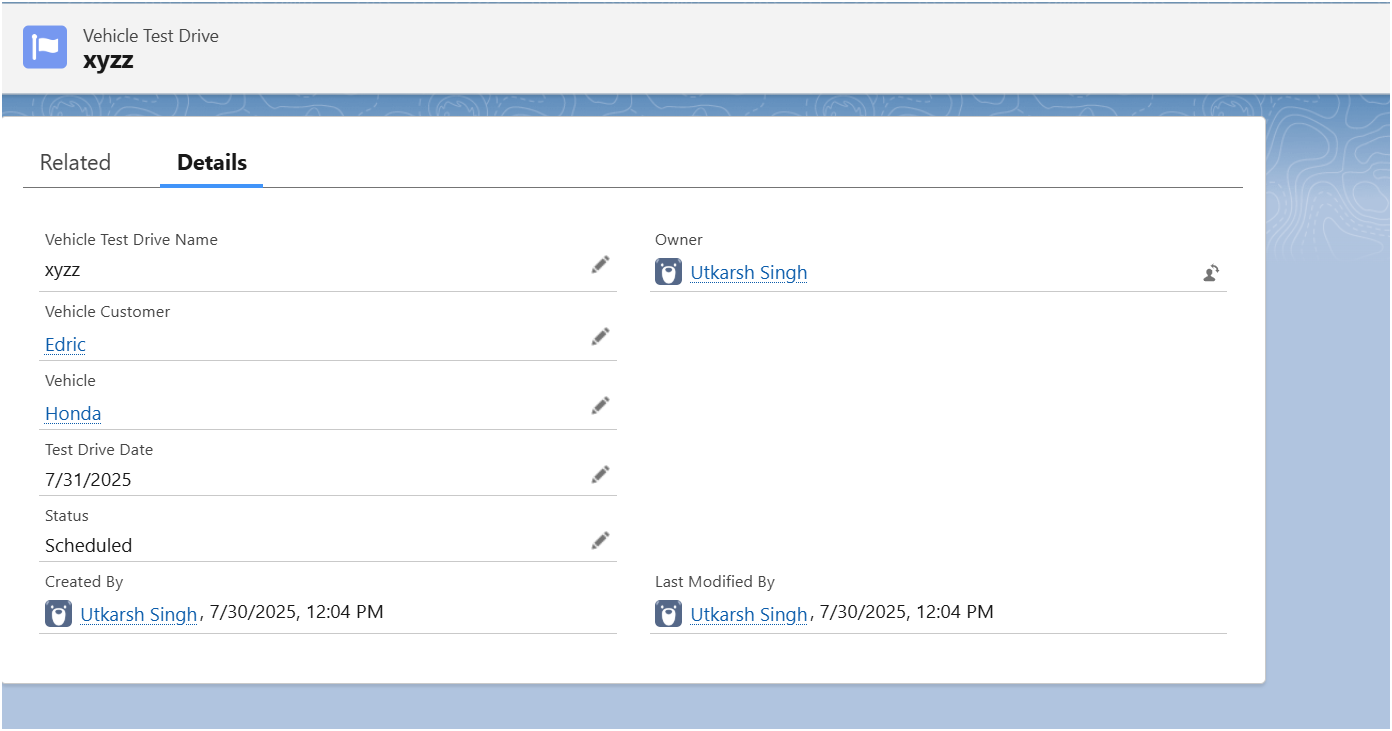 Vehicle Test Drive
xyzz
Related Details
Vehicle Test Drive Name
xyzz
Owner
Utkarsh Singh
Vehicle Customer
Edric
Vehicle
Honda
Test Drive Date
7/31/2025
Status
Scheduled
Created By
Utkarsh Singh, 7/30/2025, 12:04 PM
Last Modified By
Utkarsh Singh, 7/30/2025, 12:04 PM